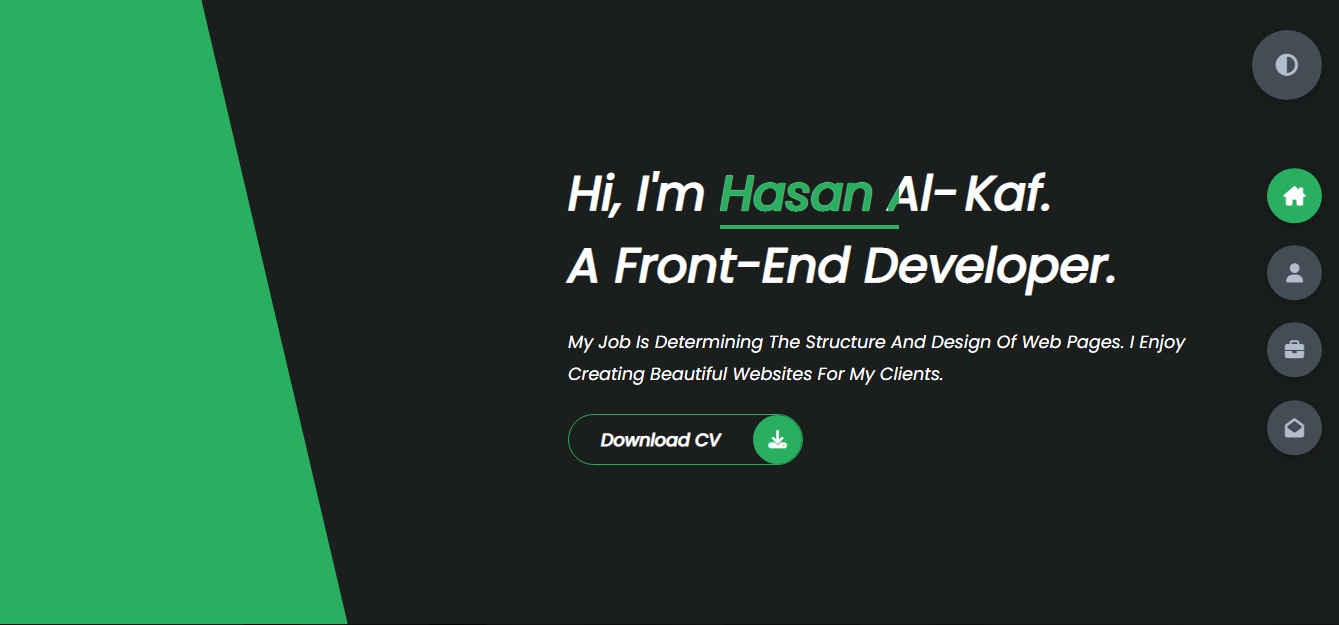 Hi, I'm Hasan Al-Kaf.
A Front-End Developer.
My Job Is Determining The Structure And Design Of Web Pages. I Enjoy
Creating Beautiful Websites For My Clients.
Download CV